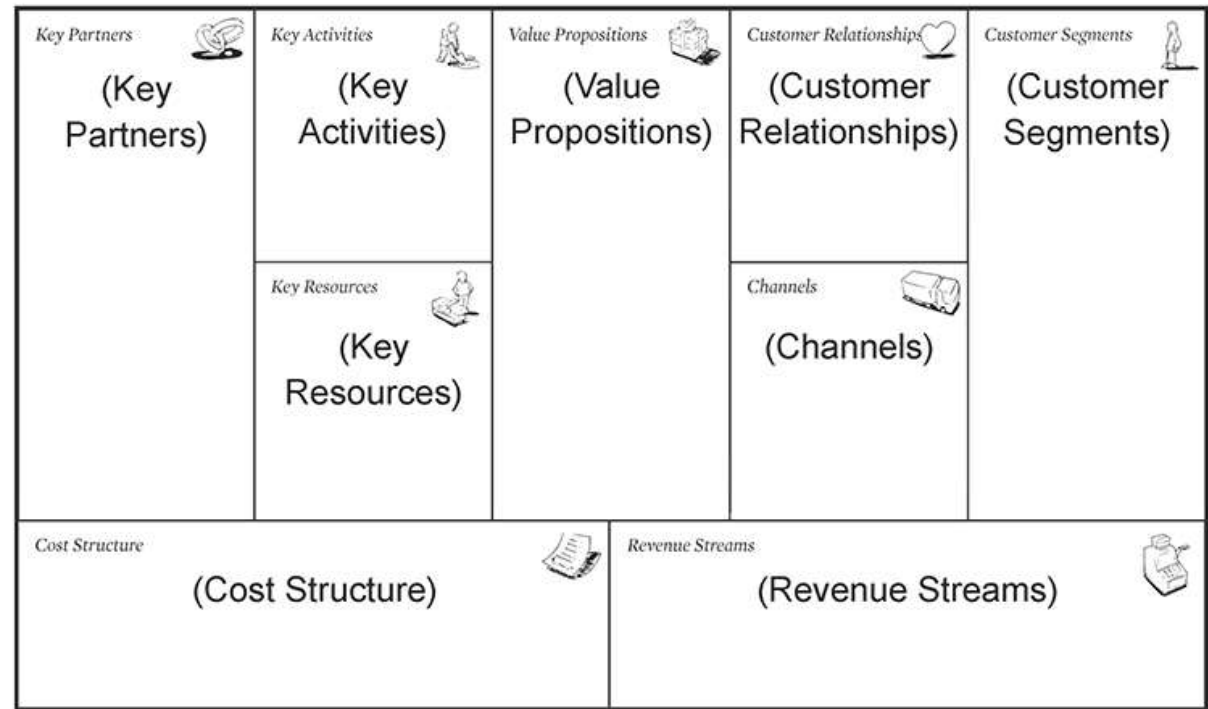 Key Partners
(Key
Partners)
Key Activities
(Key
Activities)
Key Resources
(Key
Resources)
Value Propositions
(Value
Propositions)
Customer Relationships
(Customer
Relationships)
Channels
(Channels)
Customer Segments
(Customer
Segments)
Cost Structure
(Cost Structure)
Revenue Streams
(Revenue Streams)